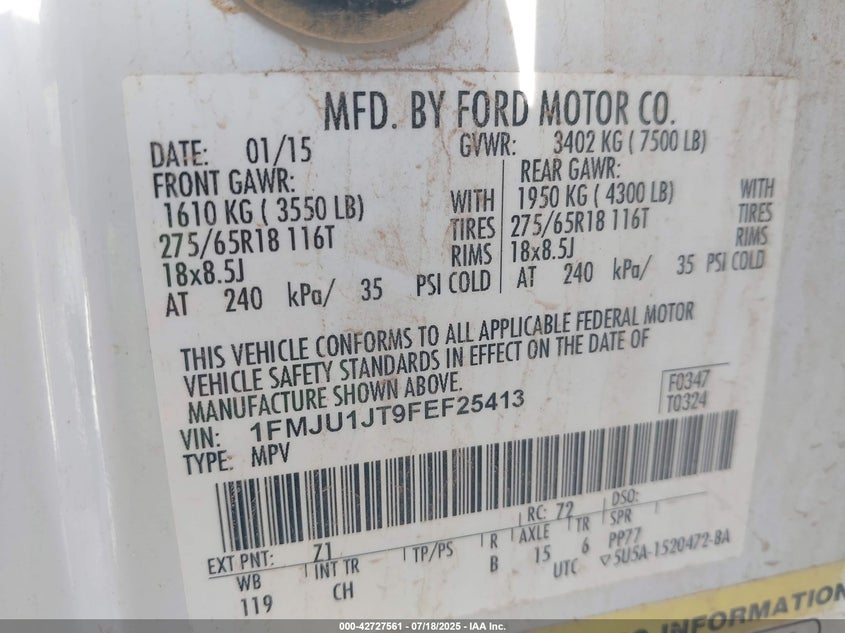 MFD. BY FORD MOTOR CO.
DATE: 01/15 GVWR: 3402 KG ( 7500 LB)
FRONT GAWR: REAR GAWR:
1610 KG ( 3550 LB) WITH 1950 KG ( 4300 LB) WITH
275/65R18 116T TIRES 275/65R18 116T TIRES
18x8.5J RIMS 18x8.5J RIMS
AT 240 kPa/ 35 PSI COLD AT 240 kPa/ 35 PSI COLD
THIS VEHICLE CONFORMS TO ALL APPLICABLE FEDERAL MOTOR
VEHICLE SAFETY STANDARDS IN EFFECT ON THE DATE OF
MANUFACTURE SHOWN ABOVE.
F0347
VIN: 1FMJU1JT9FEF25413
T0324
TYPE: MPV
EXT PNT: Z1 RC: 72 DSO:
WB INT TR TP/PS R AXLE TR SPR
119 CH B 15 6 PP77
UTC ▽5U5A-1520472-BA
INFORMATION
000-42727561 - 07/18/2025 - IAA Inc.